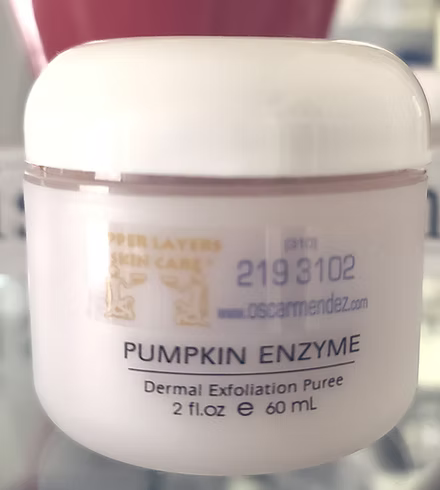 PPER LAYERS
SKIN CARE
(310)
219 3102
www.oscarmendez.com
PUMPKIN ENZYME
Dermal Exfoliation Puree
2 fl.oz e 60 mL